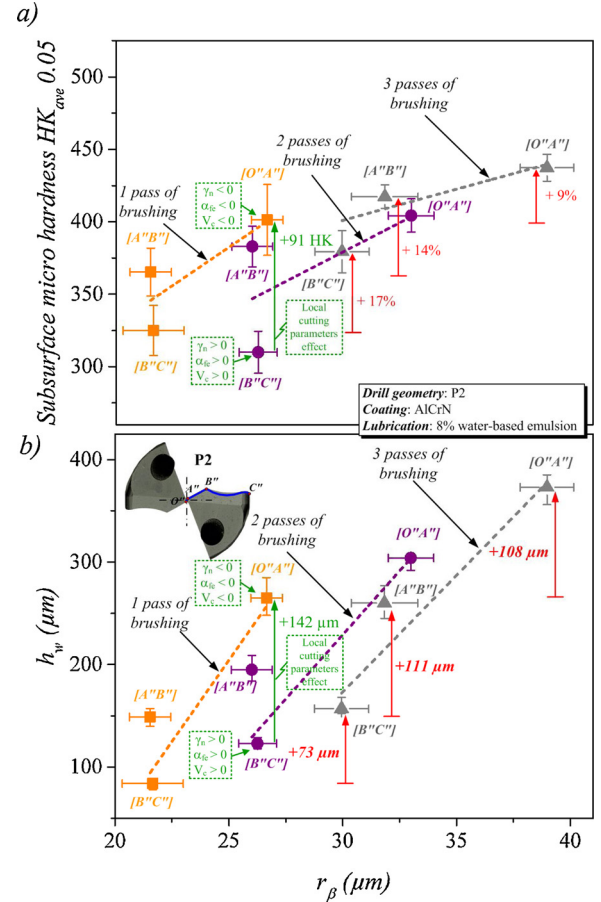 a)
Subsurface micro hardness HK_ave 0.05
500
450
400
350
300
3 passes of
brushing
2 passes of
brushing
1 pass of
brushing
[O"A"]
[A"B"]
[O"A"]
[O"A"]
γn < 0
αfe < 0
Vc < 0
[A"B"]
[A"B"]
+91 HK
[B"C"]
+ 9%
+ 14%
+ 17%
[B"C"]
γn > 0
αfe > 0
Vc > 0
Local
cutting
parameters
effect
[B"C"]
Drill geometry: P2
Coating: AlCrN
Lubrication: 8% water-based emulsion
b)
hw (μm)
400
300
200
100
P2
O"
A"
B"
C"
3 passes of
brushing
2 passes of
brushing
1 pass of
brushing
[O"A"]
[O"A"]
[O"A"]
γn < 0
αfe < 0
Vc < 0
+108 μm
[A"B"]
+142 μm
Local
cutting
parameters
effect
[A"B"]
[A"B"]
+111 μm
[B"C"]
γn > 0
αfe > 0
Vc > 0
[B"C"]
+73 μm
[B"C"]
20
25
30
35
40
rβ (μm)